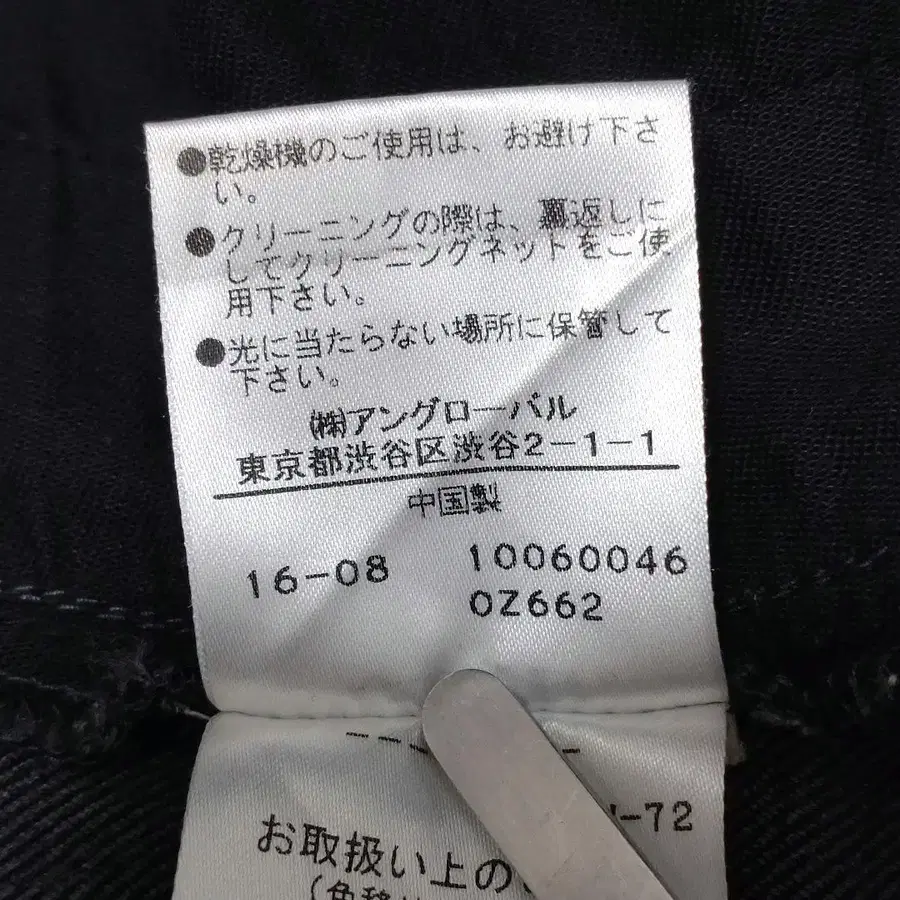 ●乾燥機のご使用は、お避け下さ
い。
●クリーニングの際は、裏返しに
してクリーニングネットをご使
用下さい。
●光に当たらない場所に保管して
下さい。
㈱アングローバル
東京都渋谷区渋谷2-1-1
中国製
16-08 10060046
0Z662
-72
お取扱い上の
(色移り